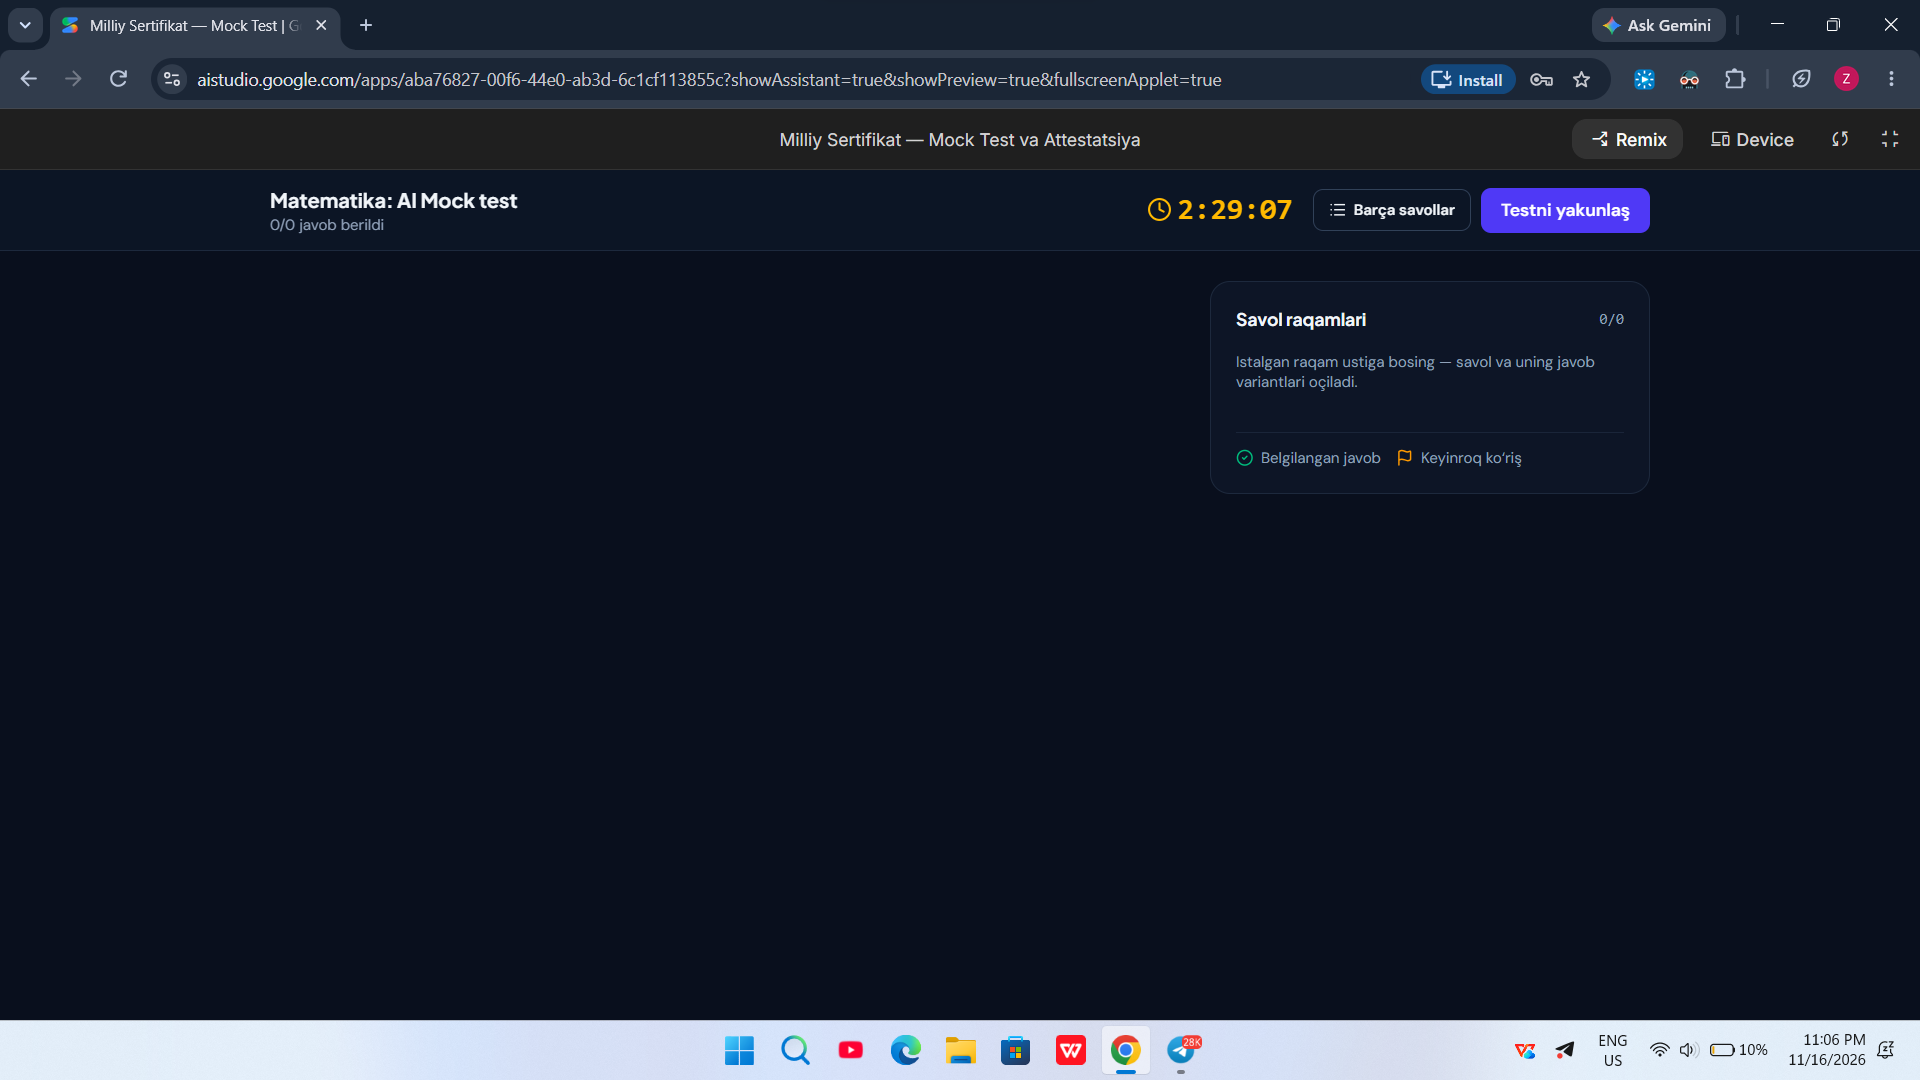 Milliy Sertifikat — Mock Test | G
Ask Gemini
aistudio.google.com/apps/aba76827-00f6-44e0-ab3d-6c1cf113855c?showAssistant=true&showPreview=true&fullscreenApplet=true
Install
Z
Milliy Sertifikat — Mock Test va Attestatsiya
Remix
Device
Matematika: AI Mock test
0/0 javob berildi
2:29:07
Barça savollar
Testni yakunlaş
Savol raqamlari
0/0
Istalgan raqam ustiga bosing — savol va uning javob
variantlari oçiladi.
Belgilangan javob
Keyinroq ko‘riş
28K
ENG
US
10%
11:06 PM
11/16/2026